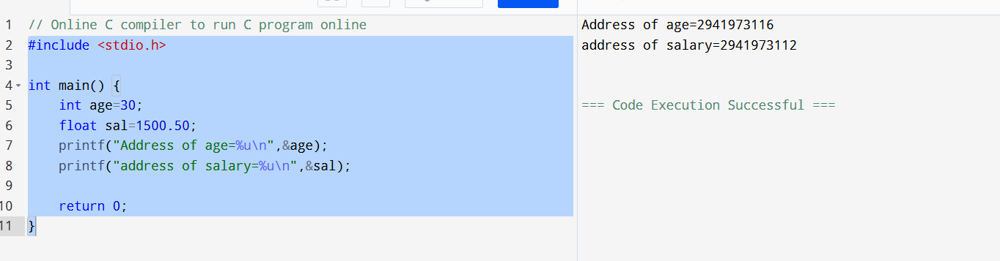 1 // Online C compiler to run C program online
2 #include <stdio.h>
3
4 int main() {
5     int age=30;
6     float sal=1500.50;
7     printf("Address of age=%u\n",&age);
8     printf("address of salary=%u\n",&sal);
9
10     return 0;
11 }
Address of age=2941973116
address of salary=2941973112
=== Code Execution Successful ===